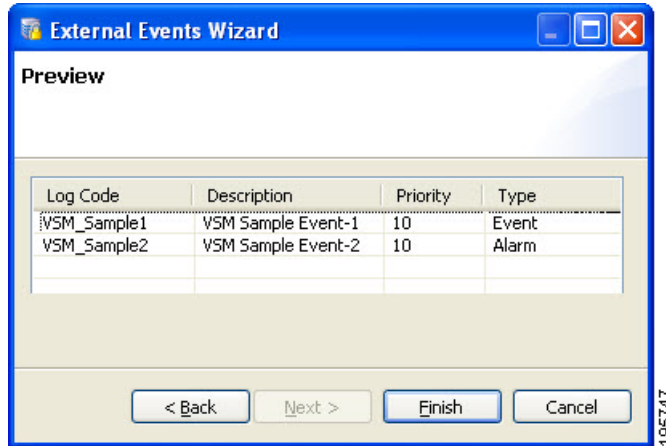 External Events Wizard
Preview
Log Code Description Priority Type
VSM_Sample1 VSM Sample Event-1 10 Event
VSM_Sample2 VSM Sample Event-2 10 Alarm
< Back Next > Finish Cancel